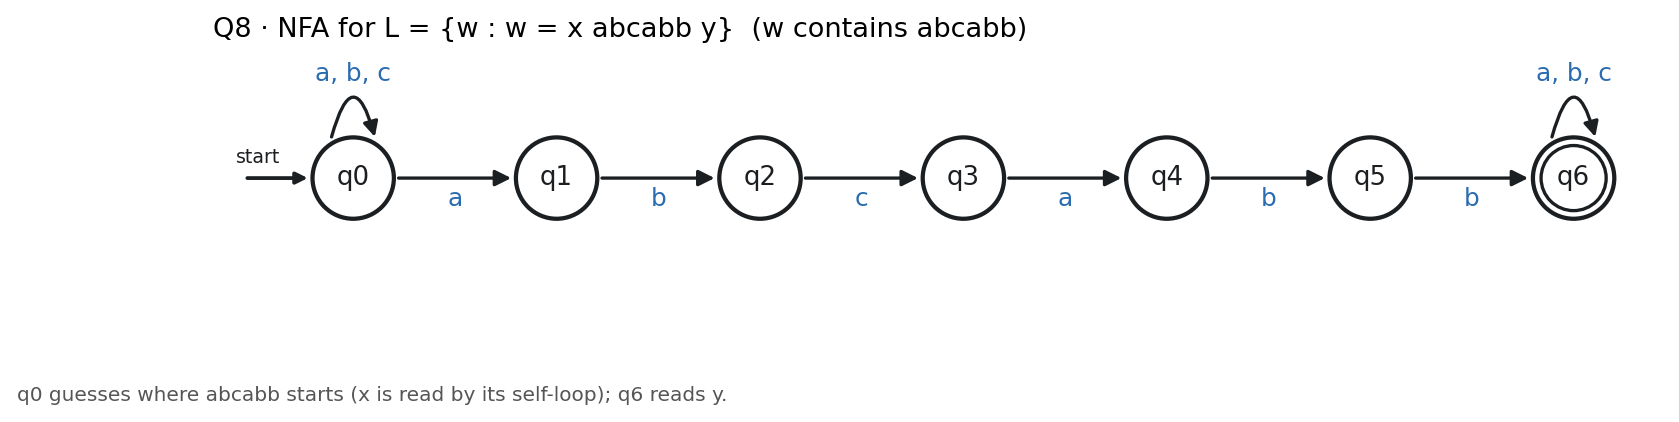 Q8 · NFA for L = {w : w = x abcabb y}  (w contains abcabb)
a, b, c
a, b, c
start
q0
q1
q2
q3
q4
q5
q6
a
b
c
a
b
b
q0 guesses where abcabb starts (x is read by its self-loop); q6 reads y.